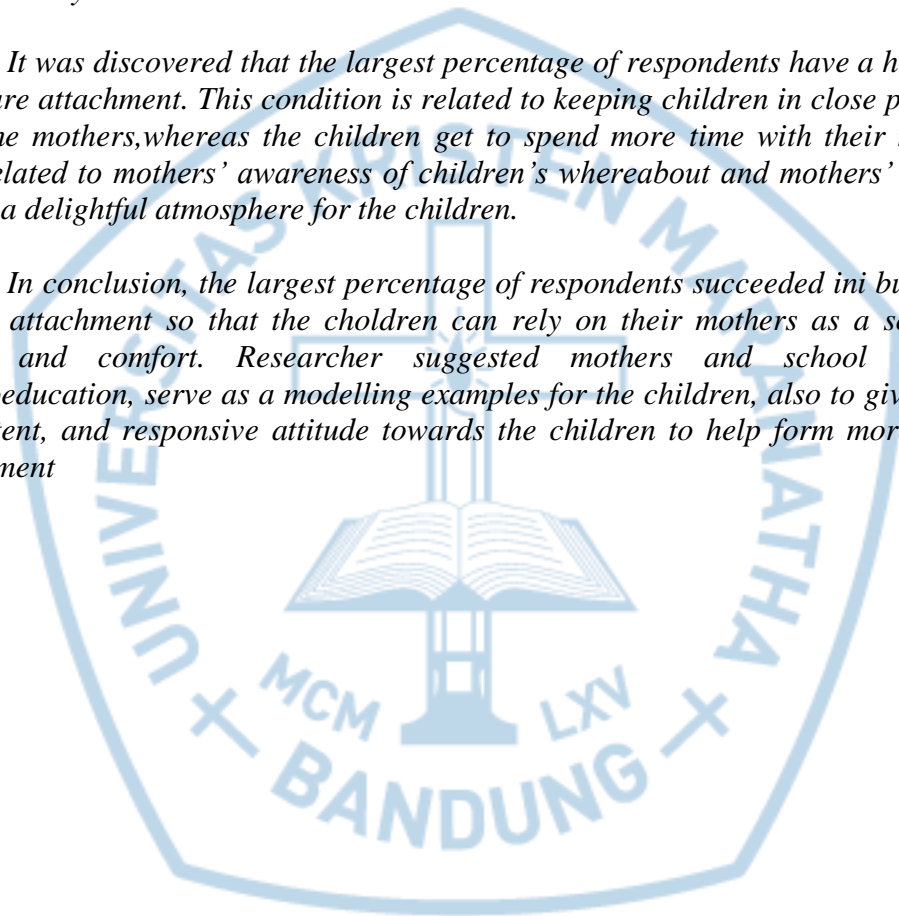 It was discovered that the largest percentage of respondents have a h
are attachment. This condition is related to keeping children in close p
he mothers,whereas the children get to spend more time with their
elated to mothers’ awareness of children’s whereabout and mothers’
a delightful atmosphere for the children.
In conclusion, the largest percentage of respondents succeeded ini bu
attachment so that the choldren can rely on their mothers as a s
and comfort. Researcher suggested mothers and school
education, serve as a modelling examples for the children, also to giv
ent, and responsive attitude towards the children to help form mor
ment
UNIVERSITAS KRISTEN MARANATHA
MCM LXV
BANDUNG